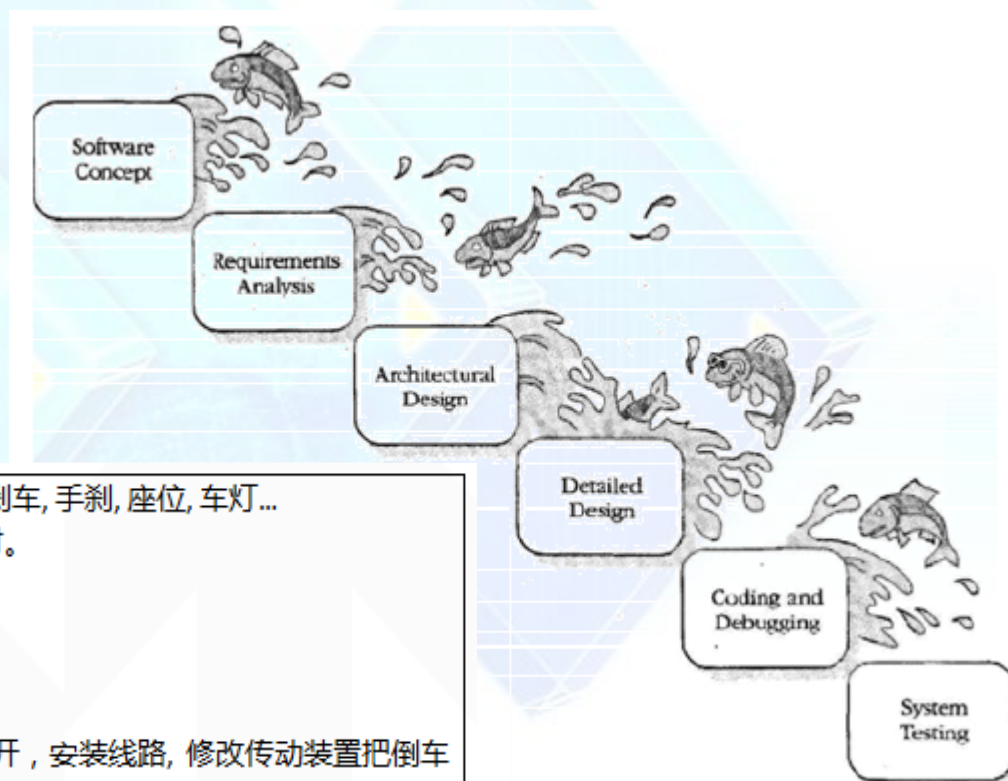 Software
Concept
Requirements
Analysis
Architectural
Design
Detailed
Design
车, 手刹, 座位, 车灯...
。
Coding and
Debugging
System
Testing
开，安装线路, 修改传动装置把倒车